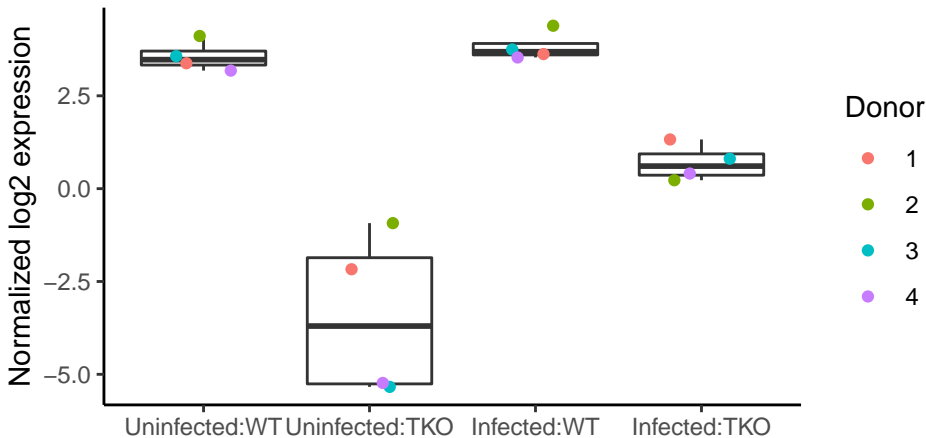 Normalized log2 expression
2.5
0.0
−2.5
−5.0
Uninfected:WT
Uninfected:TKO
Infected:WT
Infected:TKO
Donor
1
2
3
4